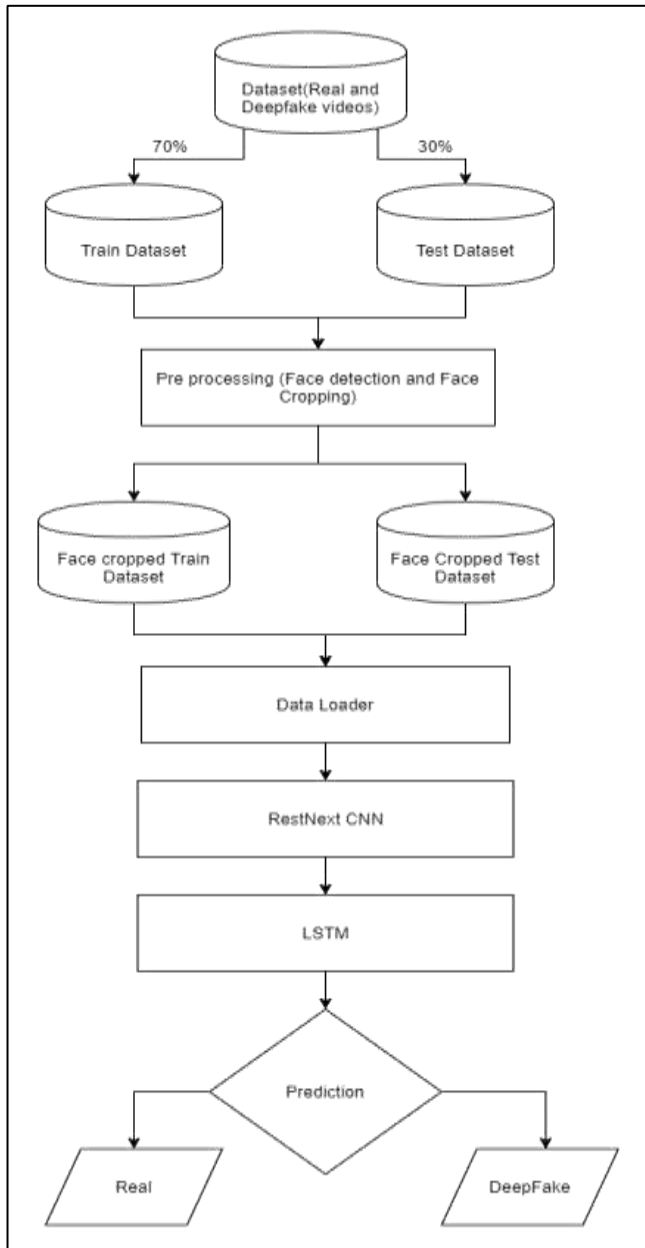 Dataset(Real and
Deepfake videos)
70%
30%
Train Dataset
Test Dataset
Pre processing (Face detection and Face
Cropping)
Face cropped Train
Dataset
Face Cropped Test
Dataset
Data Loader
RestNext CNN
LSTM
Prediction
Real
DeepFake